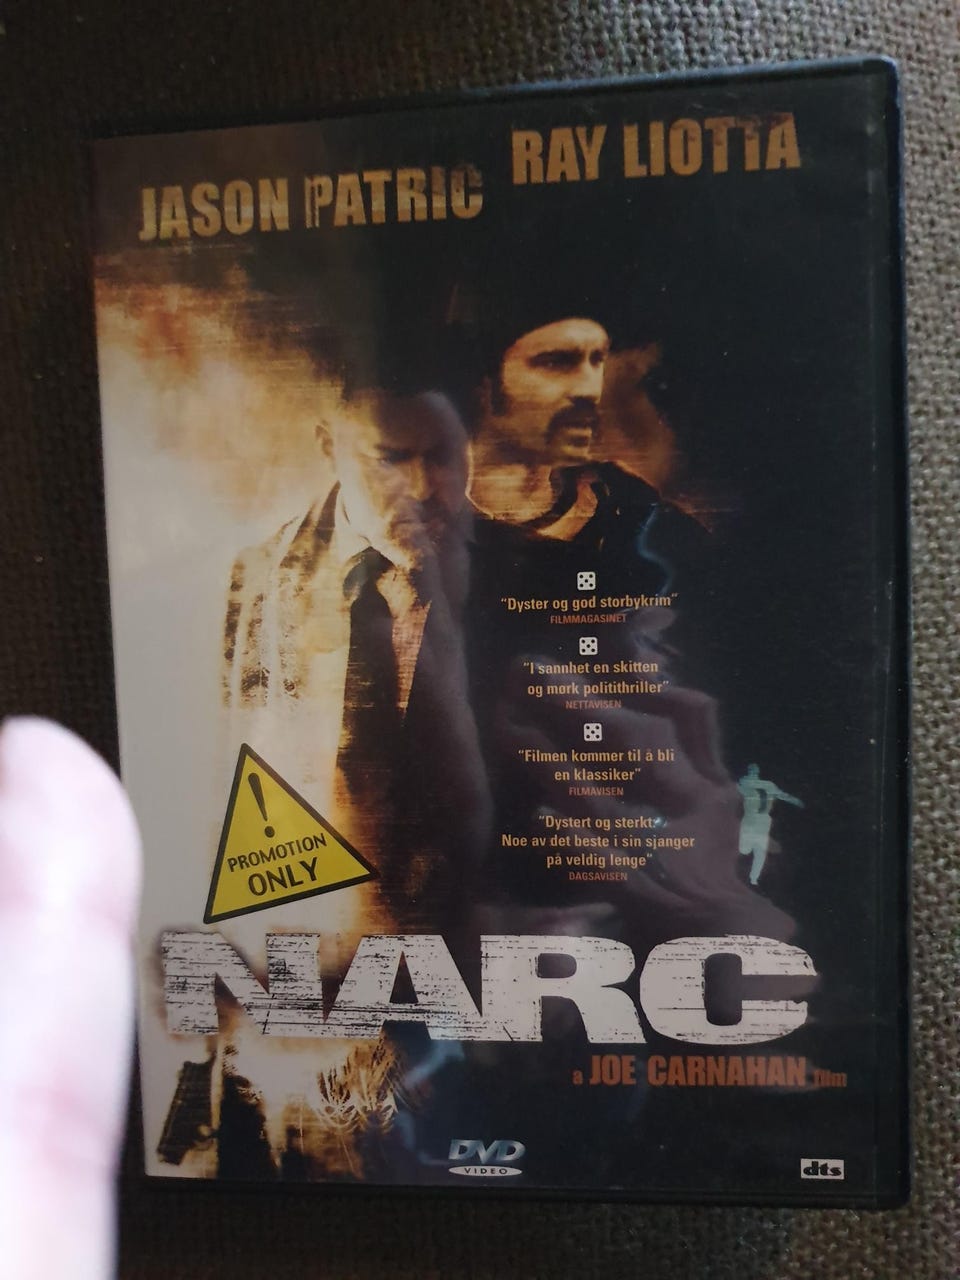 JASON PATRIC
RAY LIOTTA
"Dyster og god storbykrim"
FILMMAGASINET
"I sannhet en skitten
og mørk politithriller"
NETTAVISEN
"Filmen kommer til å bli
en klassiker"
FILMAVISEN
"Dystert og sterkt:
Noe av det beste i sin sjanger
på veldig lenge"
DAGSAVISEN
!
PROMOTION
ONLY
NARC
a JOE CARNAHAN film
DVD
VIDEO
dts